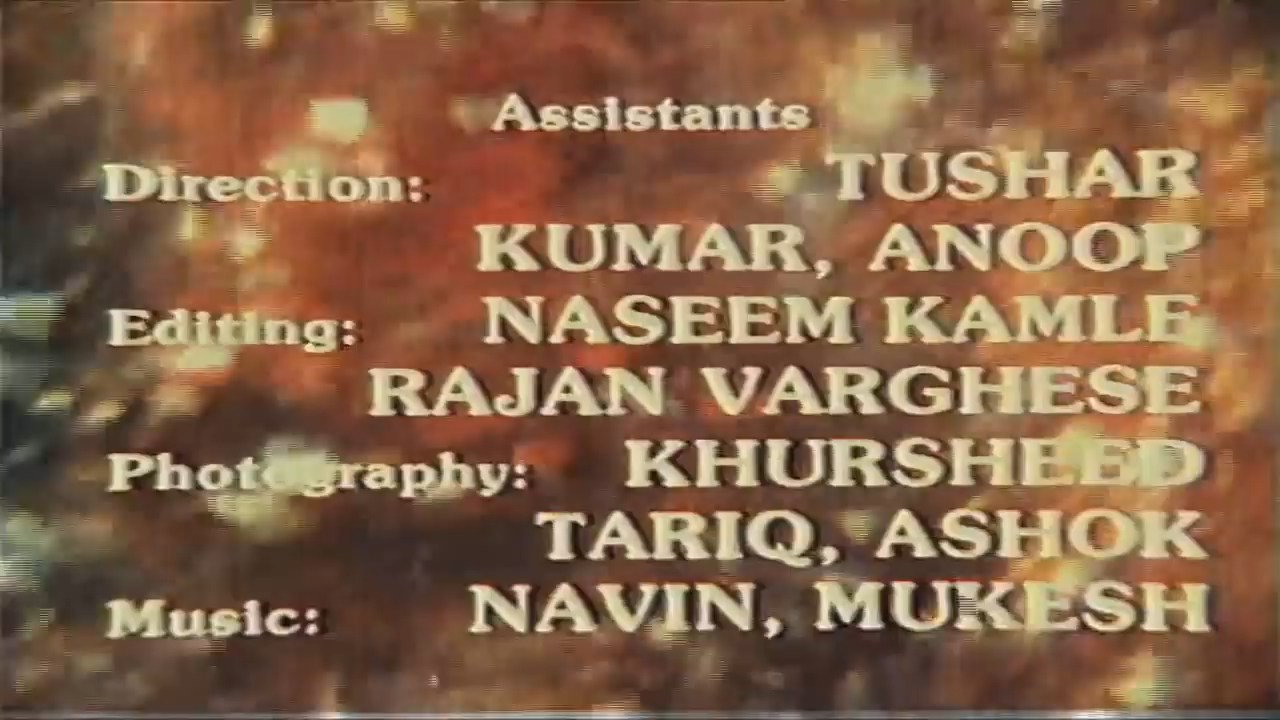 Assistants
Direction: TUSHAR
KUMAR, ANOOP
Editing: NASEEM KAMLE
RAJAN VARGHESE
Photography: KHURSHEED
TARIQ, ASHOK
Music: NAVIN, MUKESH